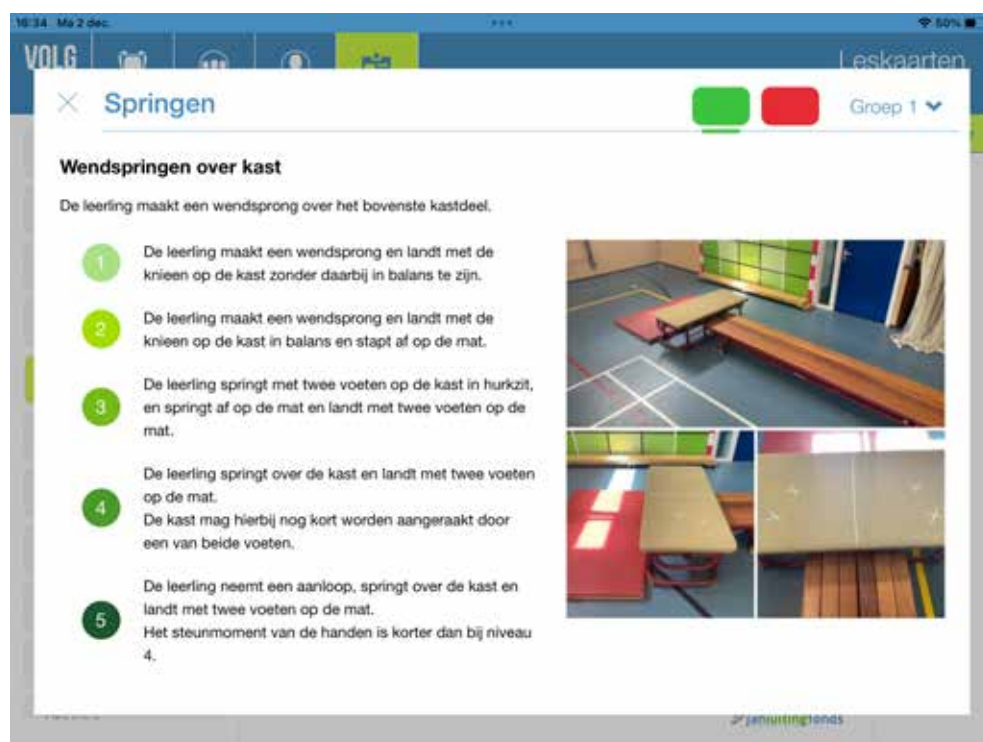 16:34 Ma 2 dec.
50%
VOLG
Leskaarten
Springen
Groep 1
Wendspringen over kast
De leerling maakt een wendsprong over het bovenste kastdeel.
1
De leerling maakt een wendsprong en landt met de
knieen op de kast zonder daarbij in balans te zijn.
2
De leerling maakt een wendsprong en landt met de
knieen op de kast in balans en stapt af op de mat.
3
De leerling springt met twee voeten op de kast in hurkzit,
en springt af op de mat en landt met twee voeten op de
mat.
4
De leerling springt over de kast en landt met twee voeten
op de mat.
De kast mag hierbij nog kort worden aangeraakt door
een van beide voeten.
5
De leerling neemt een aanloop, springt over de kast en
landt met twee voeten op de mat.
Het steunmoment van de handen is korter dan bij niveau
4.
janluitingfonds